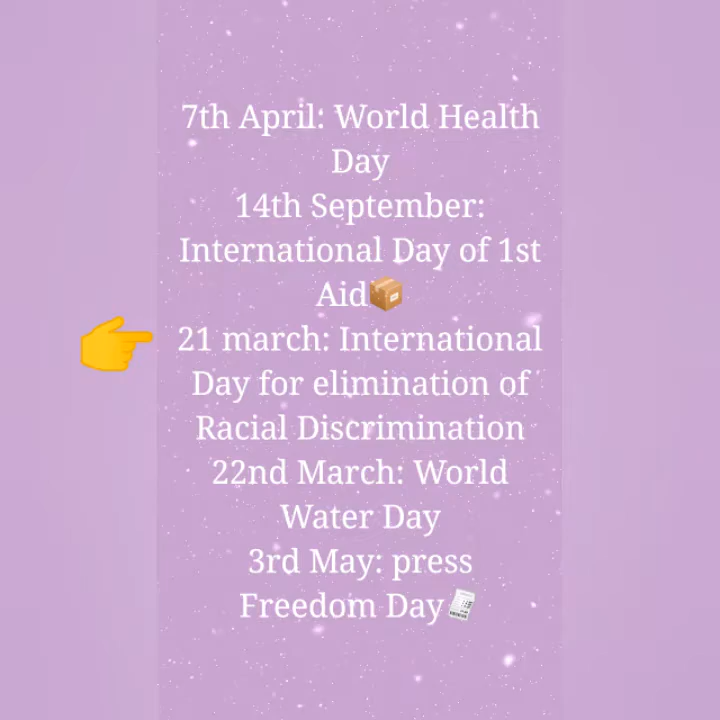 7th April: World Health
Day
14th September:
International Day of 1st
Aid📦
21 march: International
Day for elimination of
Racial Discrimination
22nd March: World
Water Day
3rd May: press
Freedom Day🧾